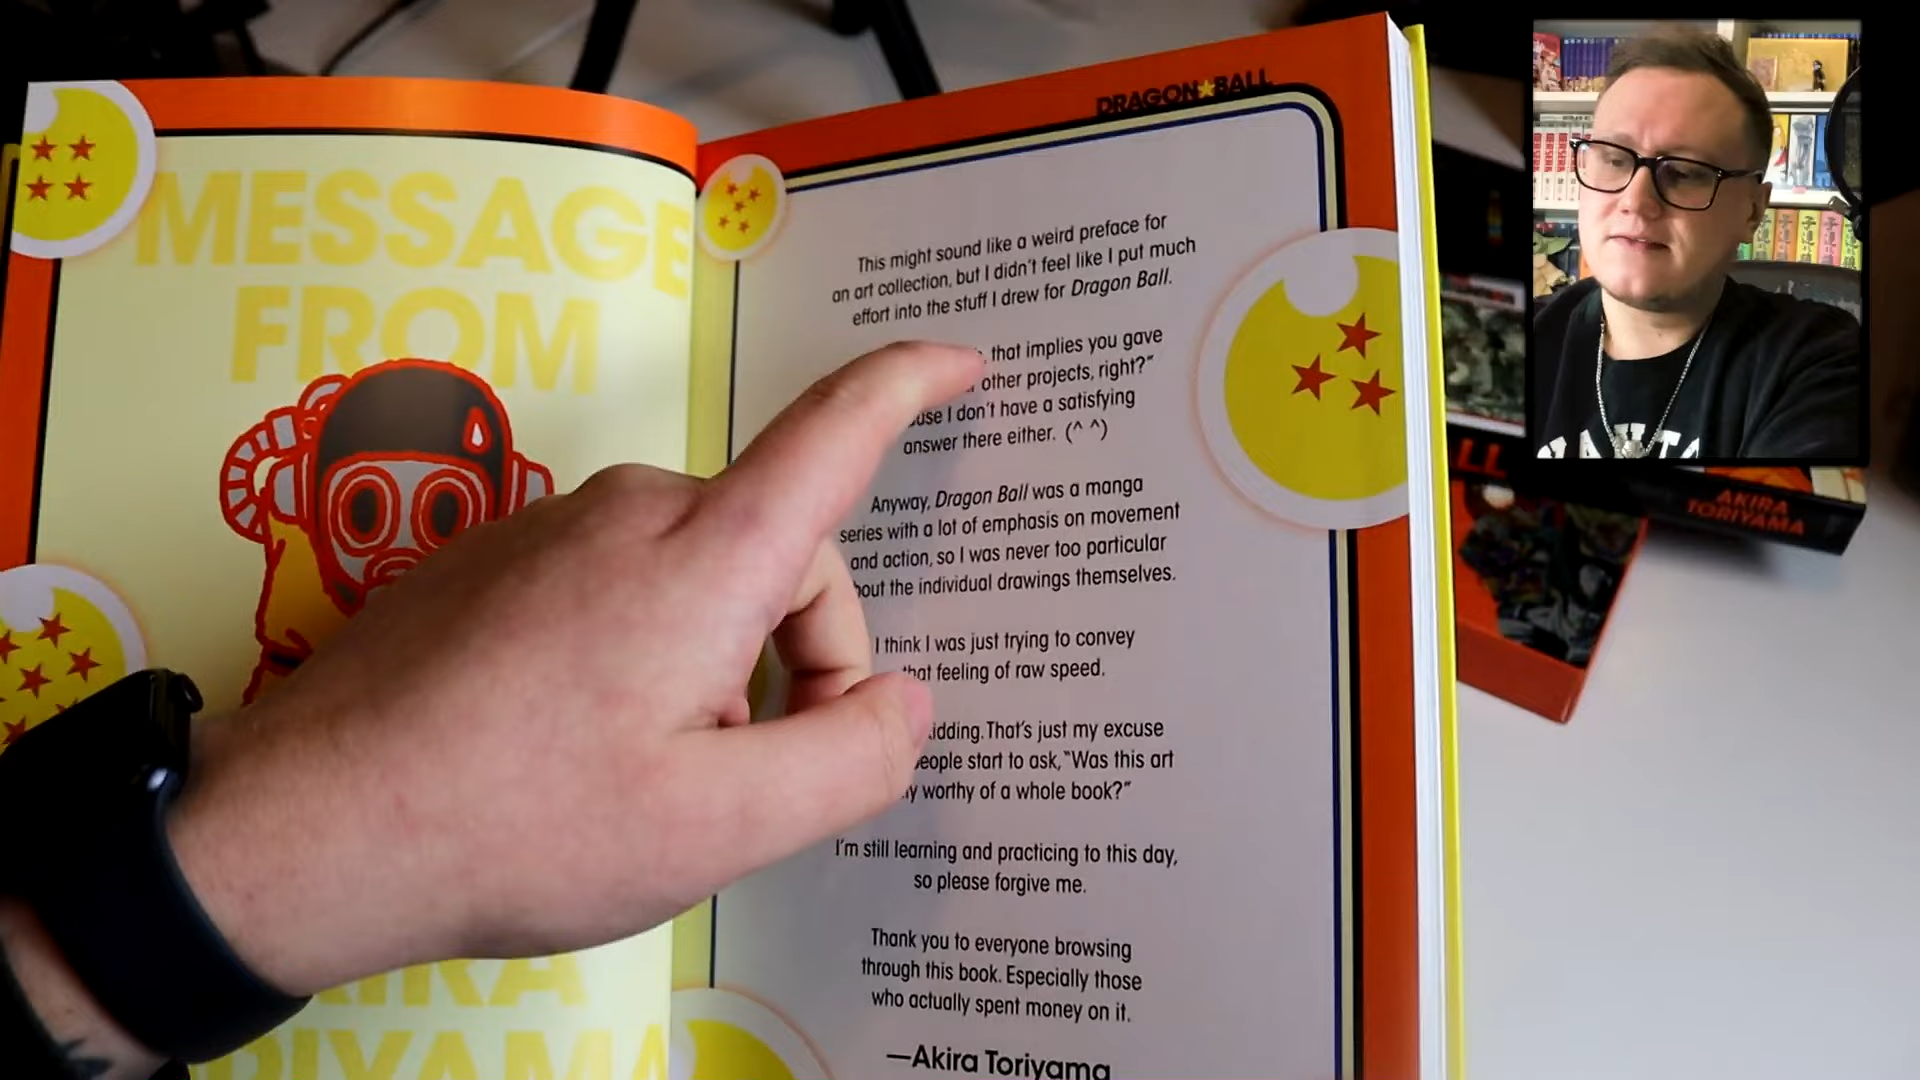 MESSAGE
FROM
TORIYAMA
DRAGON★BALL
This might sound like a weird preface for
an art collection, but I didn't feel like I put much
effort into the stuff I drew for Dragon Ball.
that implies you gave
other projects, right?"
I don't have a satisfying
answer there either. (^ ^)
Anyway, Dragon Ball was a manga
series with a lot of emphasis on movement
and action, so I was never too particular
the individual drawings themselves.
I think I was just trying to convey
feeling of raw speed.
That's just my excuse
start to ask, "Was this art
worthy of a whole book?"
I'm still learning and practicing to this day,
so please forgive me.
Thank you to everyone browsing
through this book. Especially those
who actually spent money on it.
—Akira Toriyama
AKIRA
TORIYAMA